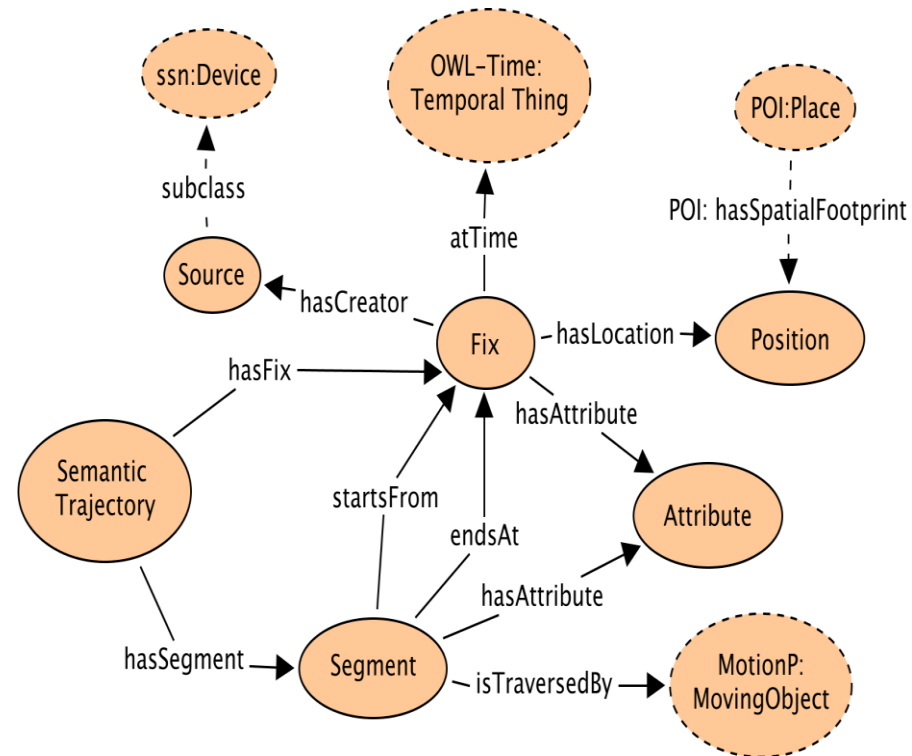 ssn:Device
OWL-Time:
Temporal Thing
POI:Place
subclass
POI: hasSpatialFootprint
atTime
Source
hasCreator
Fix
hasLocation
Position
hasFix
hasAttribute
Semantic
Trajectory
startsFrom
Attribute
endsAt
hasAttribute
hasSegment
Segment
isTraversedBy
MotionP:
MovingObject